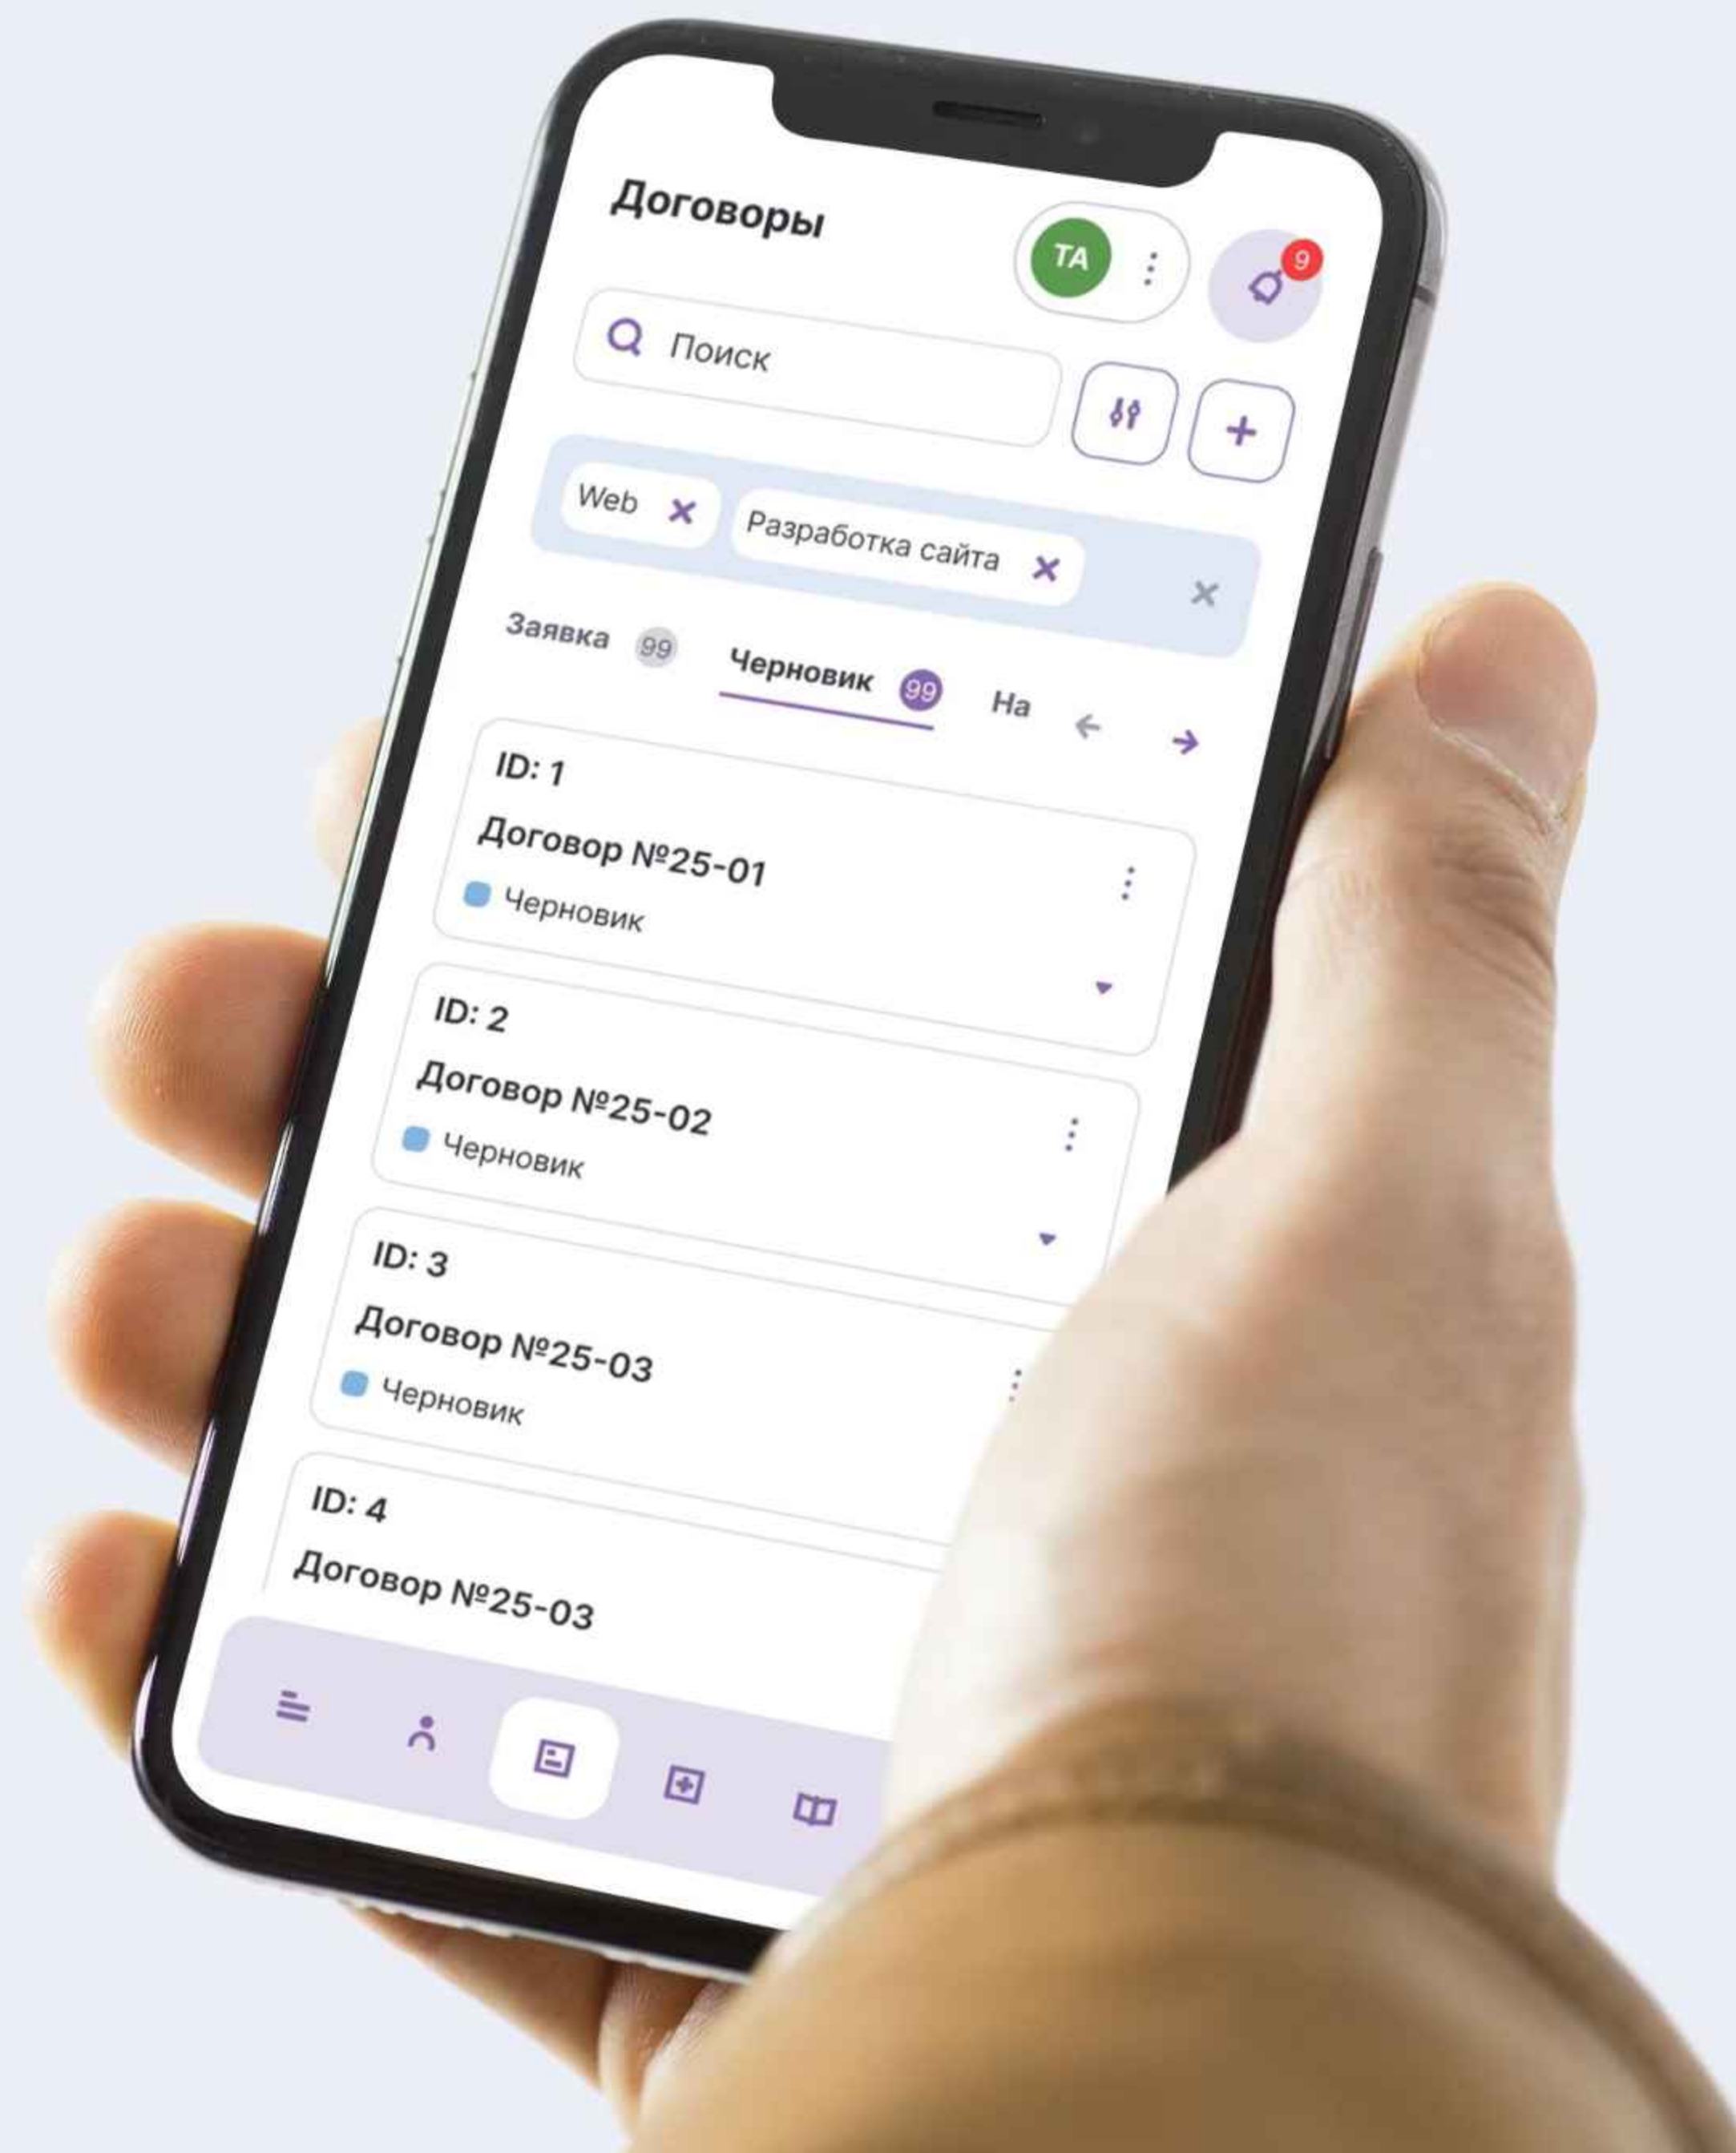 Договоры
ТА
9
Поиск
Web
Разработка сайта
Заявка 99
Черновик 99
На
ID: 1
Договор №25-01
Черновик
ID: 2
Договор №25-02
Черновик
ID: 3
Договор №25-03
Черновик
ID: 4
Договор №25-03